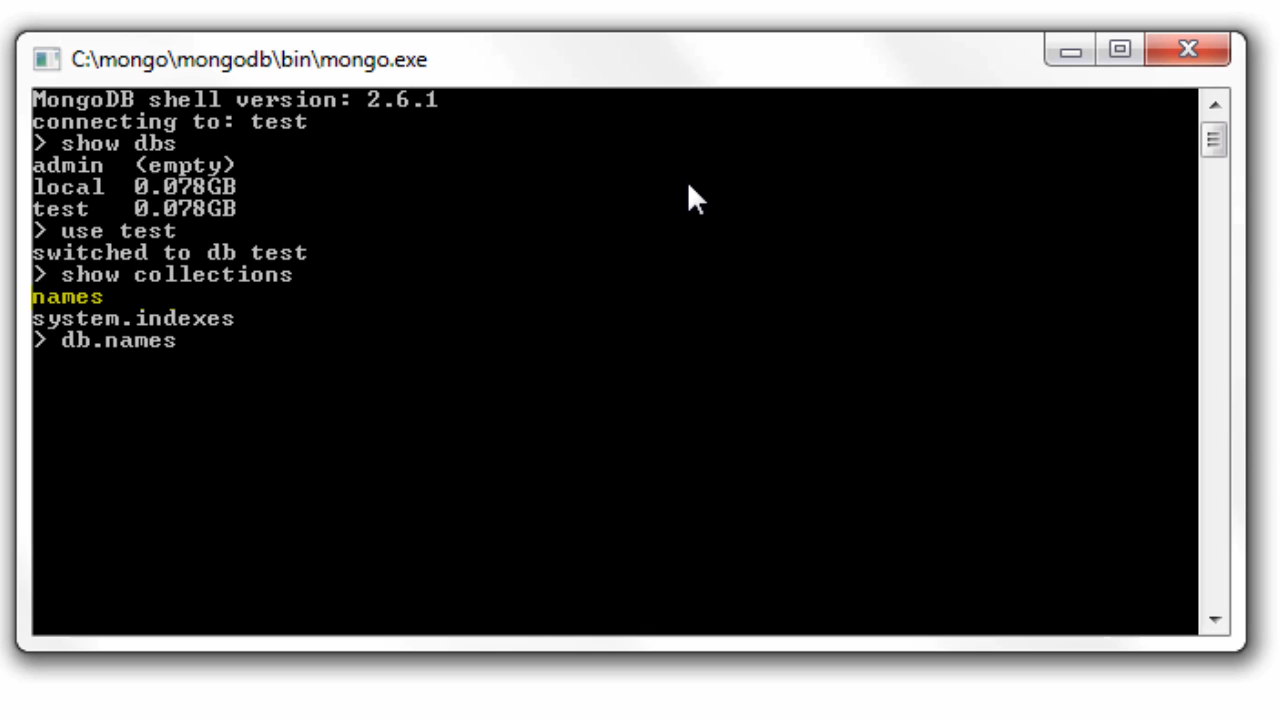 C:\mongo\mongodb\bin\mongo.exe
MongoDB shell version: 2.6.1
connecting to: test
> show dbs
admin  (empty)
local  0.078GB
test   0.078GB
> use test
switched to db test
> show collections
names
system.indexes
> db.names